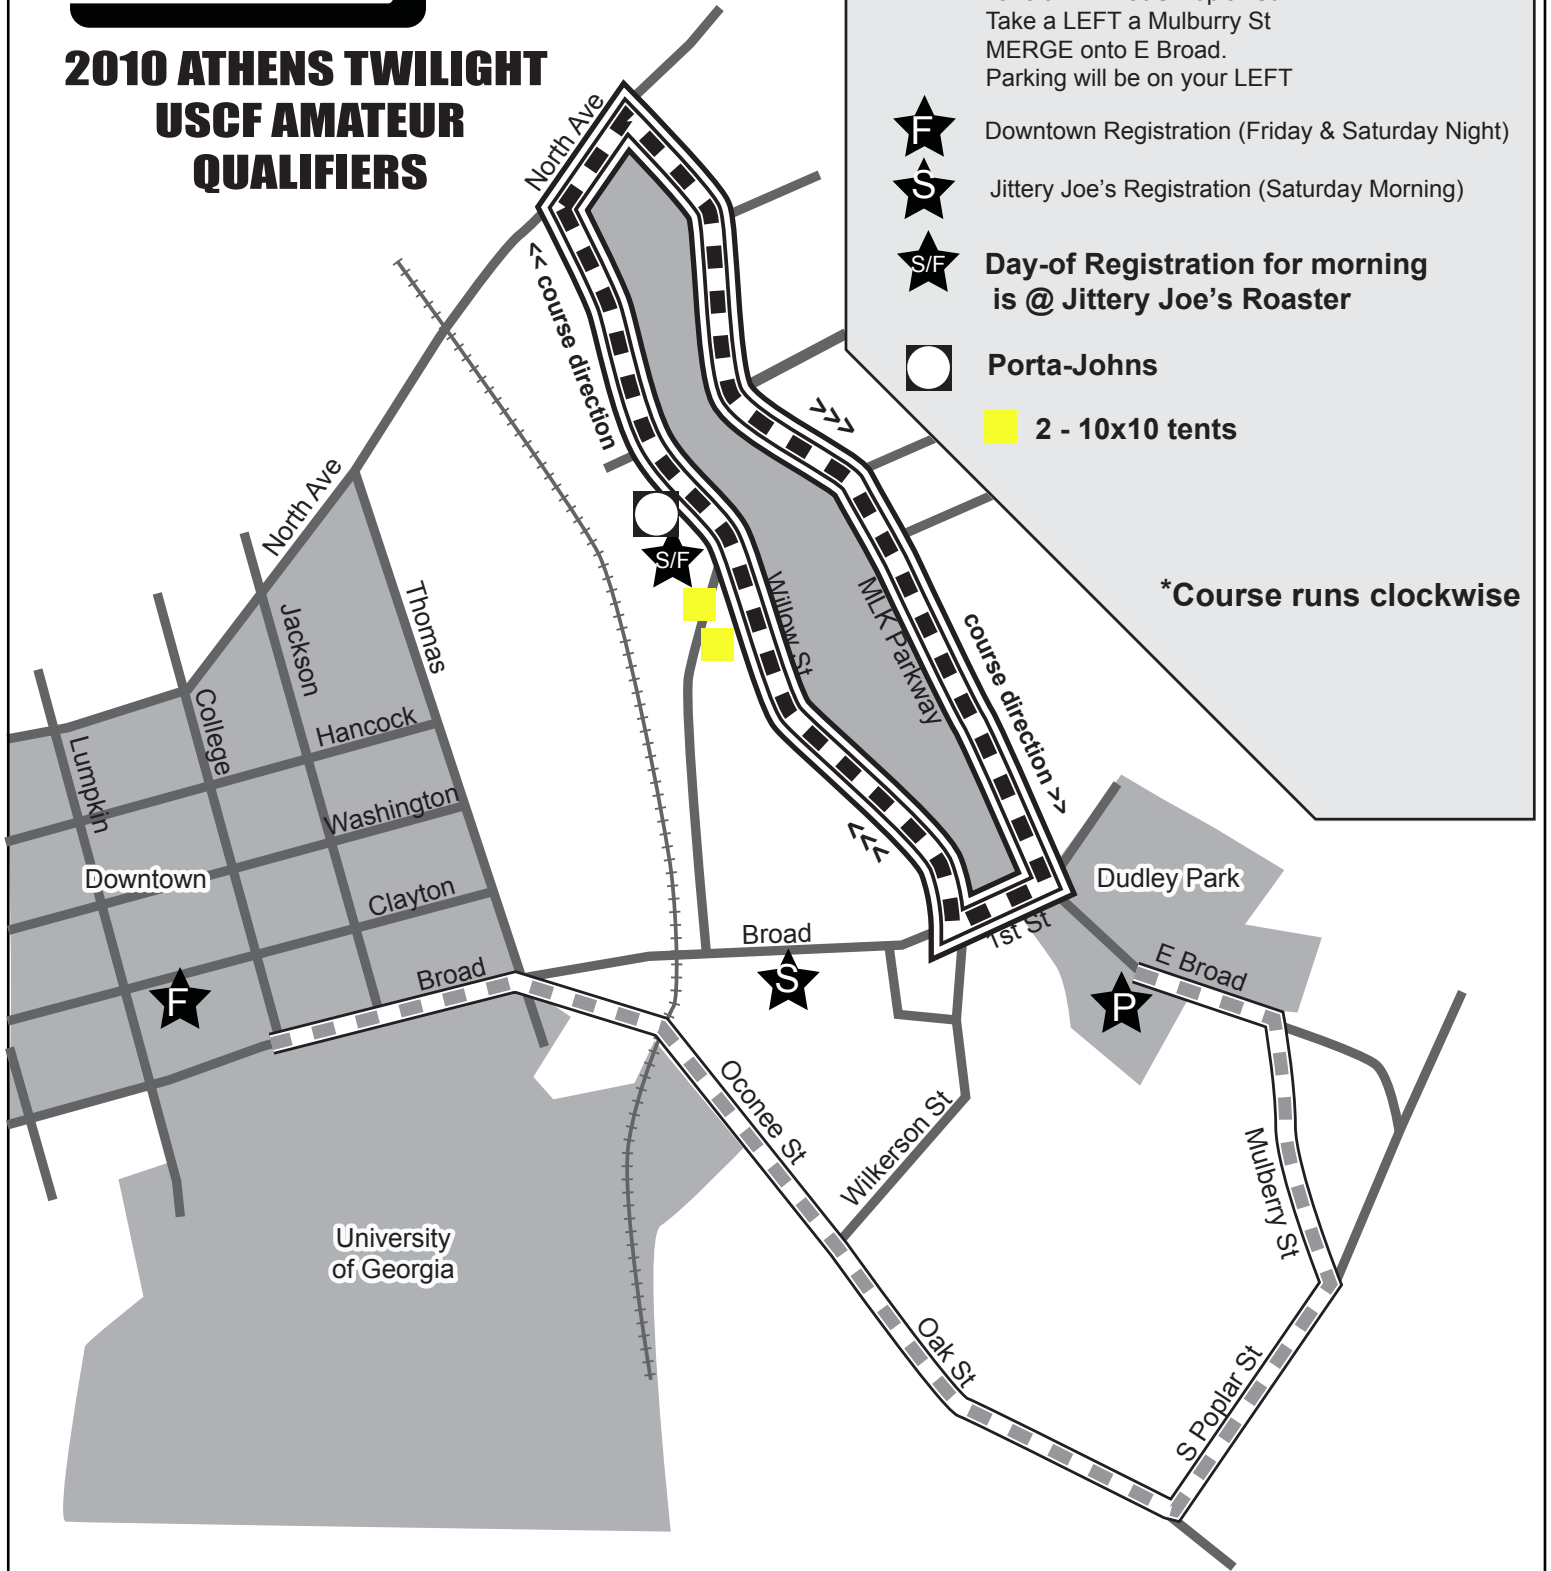 2010 ATHENS TWILIGHT
USCF AMATEUR
QUALIFIERS
Take a LEFT a Mulburry St
MERGE onto E Broad.
Parking will be on your LEFT
F
Downtown Registration (Friday & Saturday Night)
S
Jittery Joe's Registration (Saturday Morning)
S/F
Day-of Registration for morning
is @ Jittery Joe's Roaster
Porta-Johns
2 - 10x10 tents
*Course runs clockwise
North Ave
<< course direction
>>>
North Ave
S/F
Willow St
MLK Parkway
course direction >>
<<<
Thomas
Jackson
College
Lumpkin
Hancock
Washington
Downtown
Clayton
Broad
Broad
1st St
Dudley Park
E Broad
F
S
P
Oconee St
Wilkerson St
Mulberry St
University
of Georgia
Oak St
S Poplar St